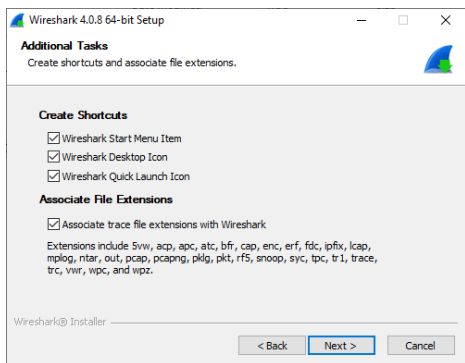 Wireshark 4.0.8 64-bit Setup
Additional Tasks
Create shortcuts and associate file extensions.
Create Shortcuts
Wireshark Start Menu Item
Wireshark Desktop Icon
Wireshark Quick Launch Icon
Associate File Extensions
Associate trace file extensions with Wireshark
Extensions include 5vw, acp, apc, atc, bfr, cap, enc, erf, fdc, ipfix, lcap,
mplog, ntar, out, pcap, pcapng, pklg, pkt, rf5, snoop, syc, tpc, tr1, trace,
trc, vwr, wpc, and wpz.
Wireshark® Installer
< Back
Next >
Cancel